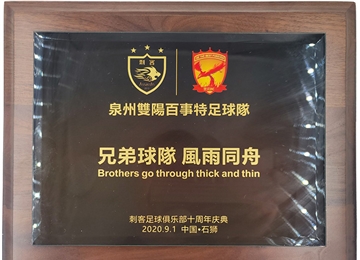 刺客
泉州雙陽百事特足球隊
兄弟球隊 風雨同舟
Brothers go through thick and thin
刺客足球俱乐部十周年庆典
2020.9.1 中国•石狮